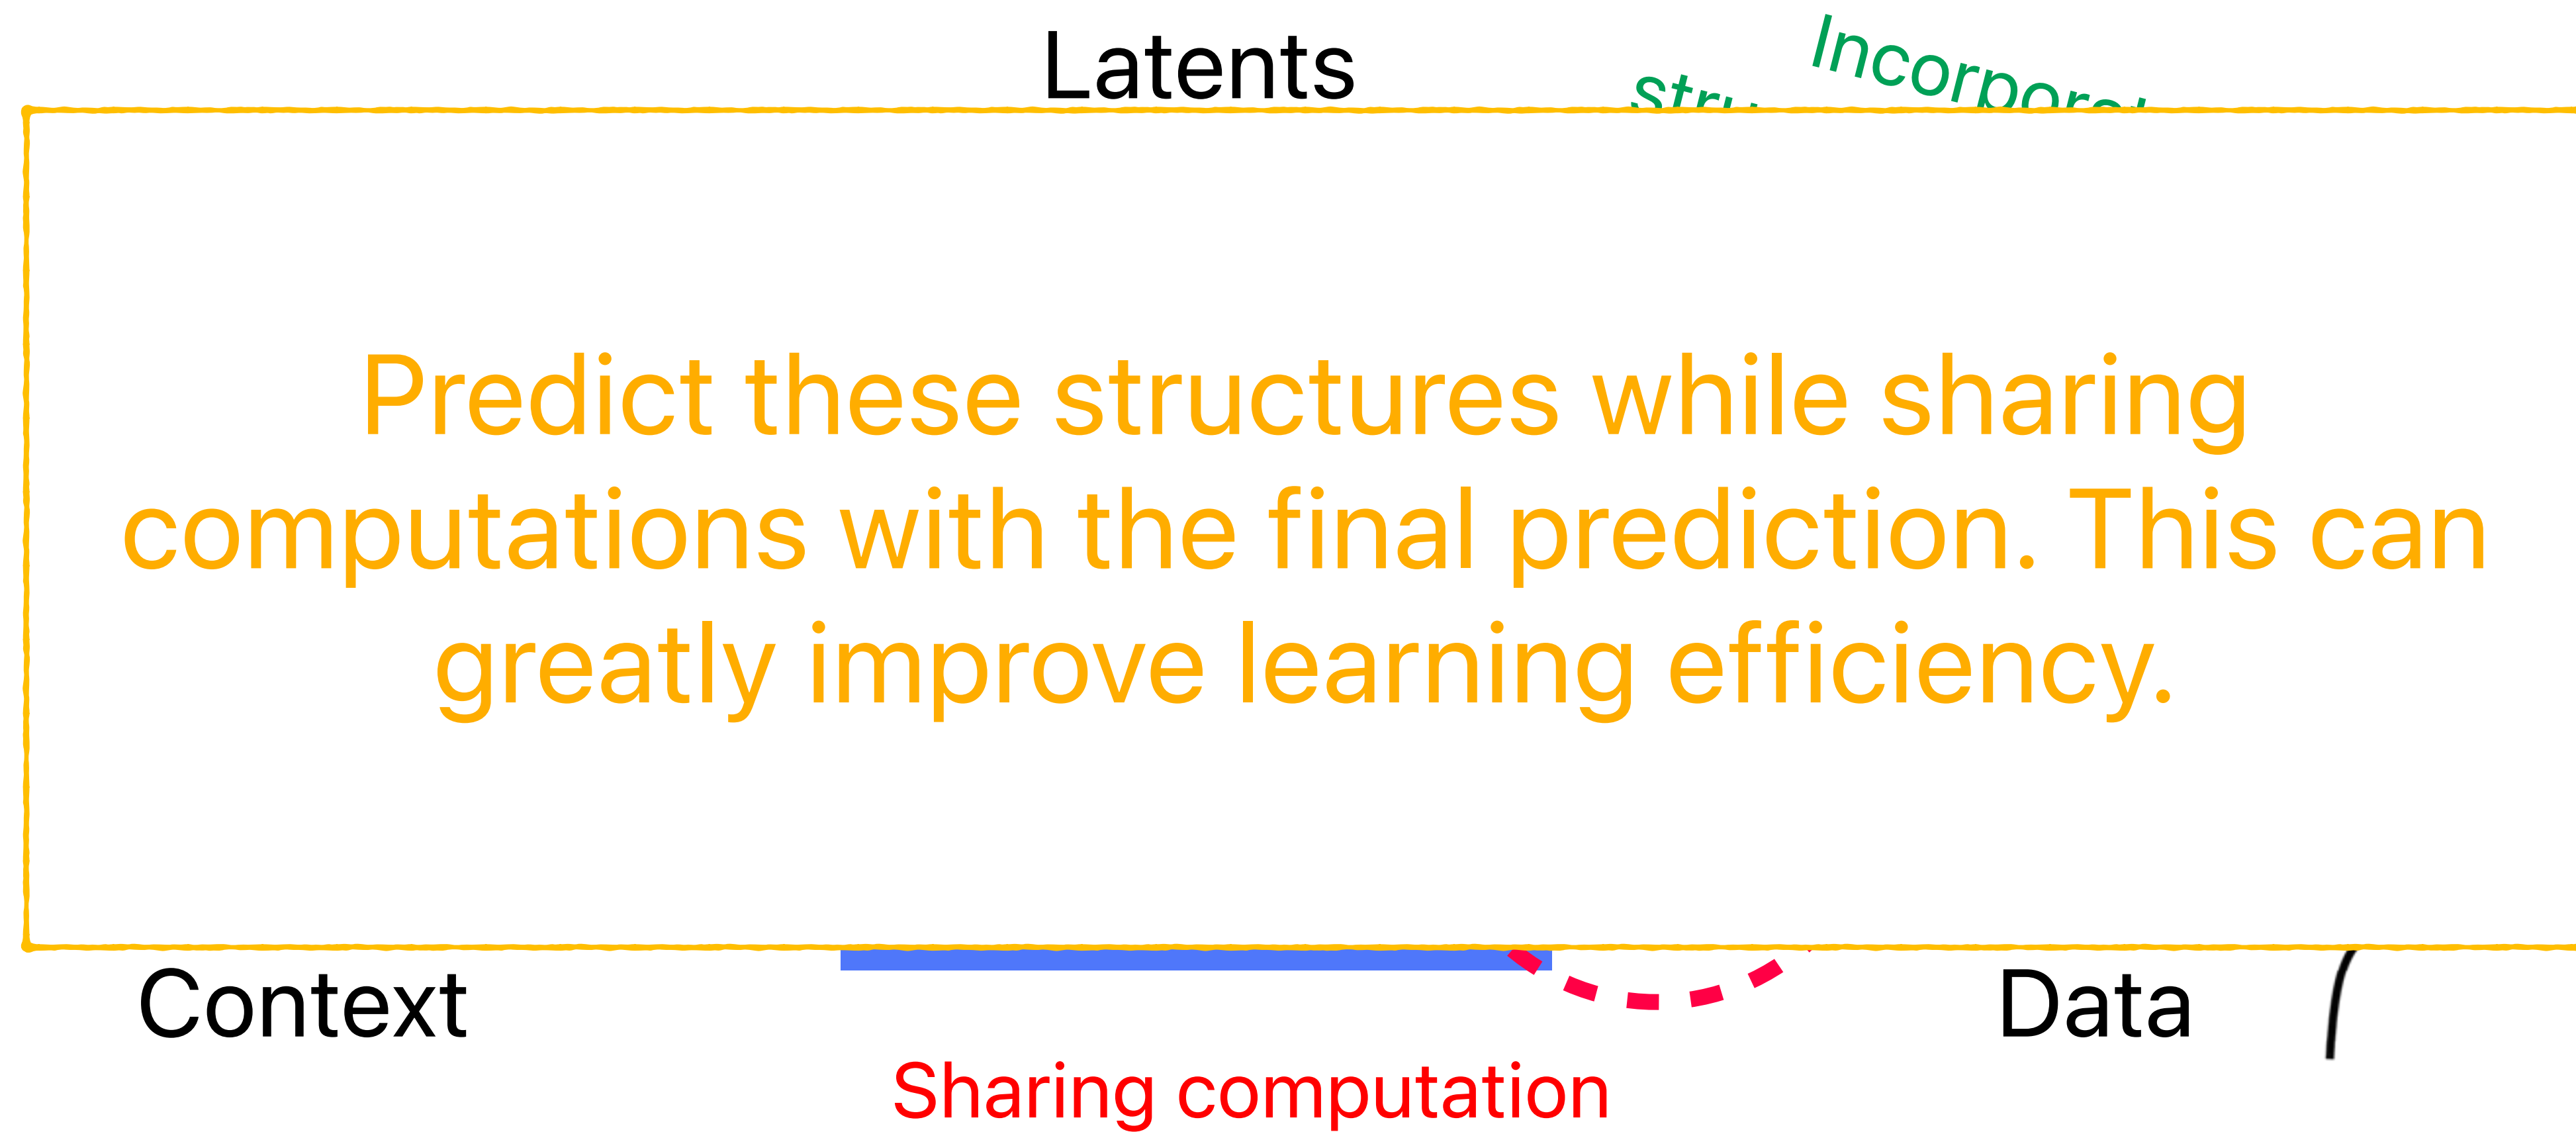 Latents
Predict these structures while sharing
computations with the final prediction. This can
greatly improve learning efficiency.
Context
Data
Sharing computation